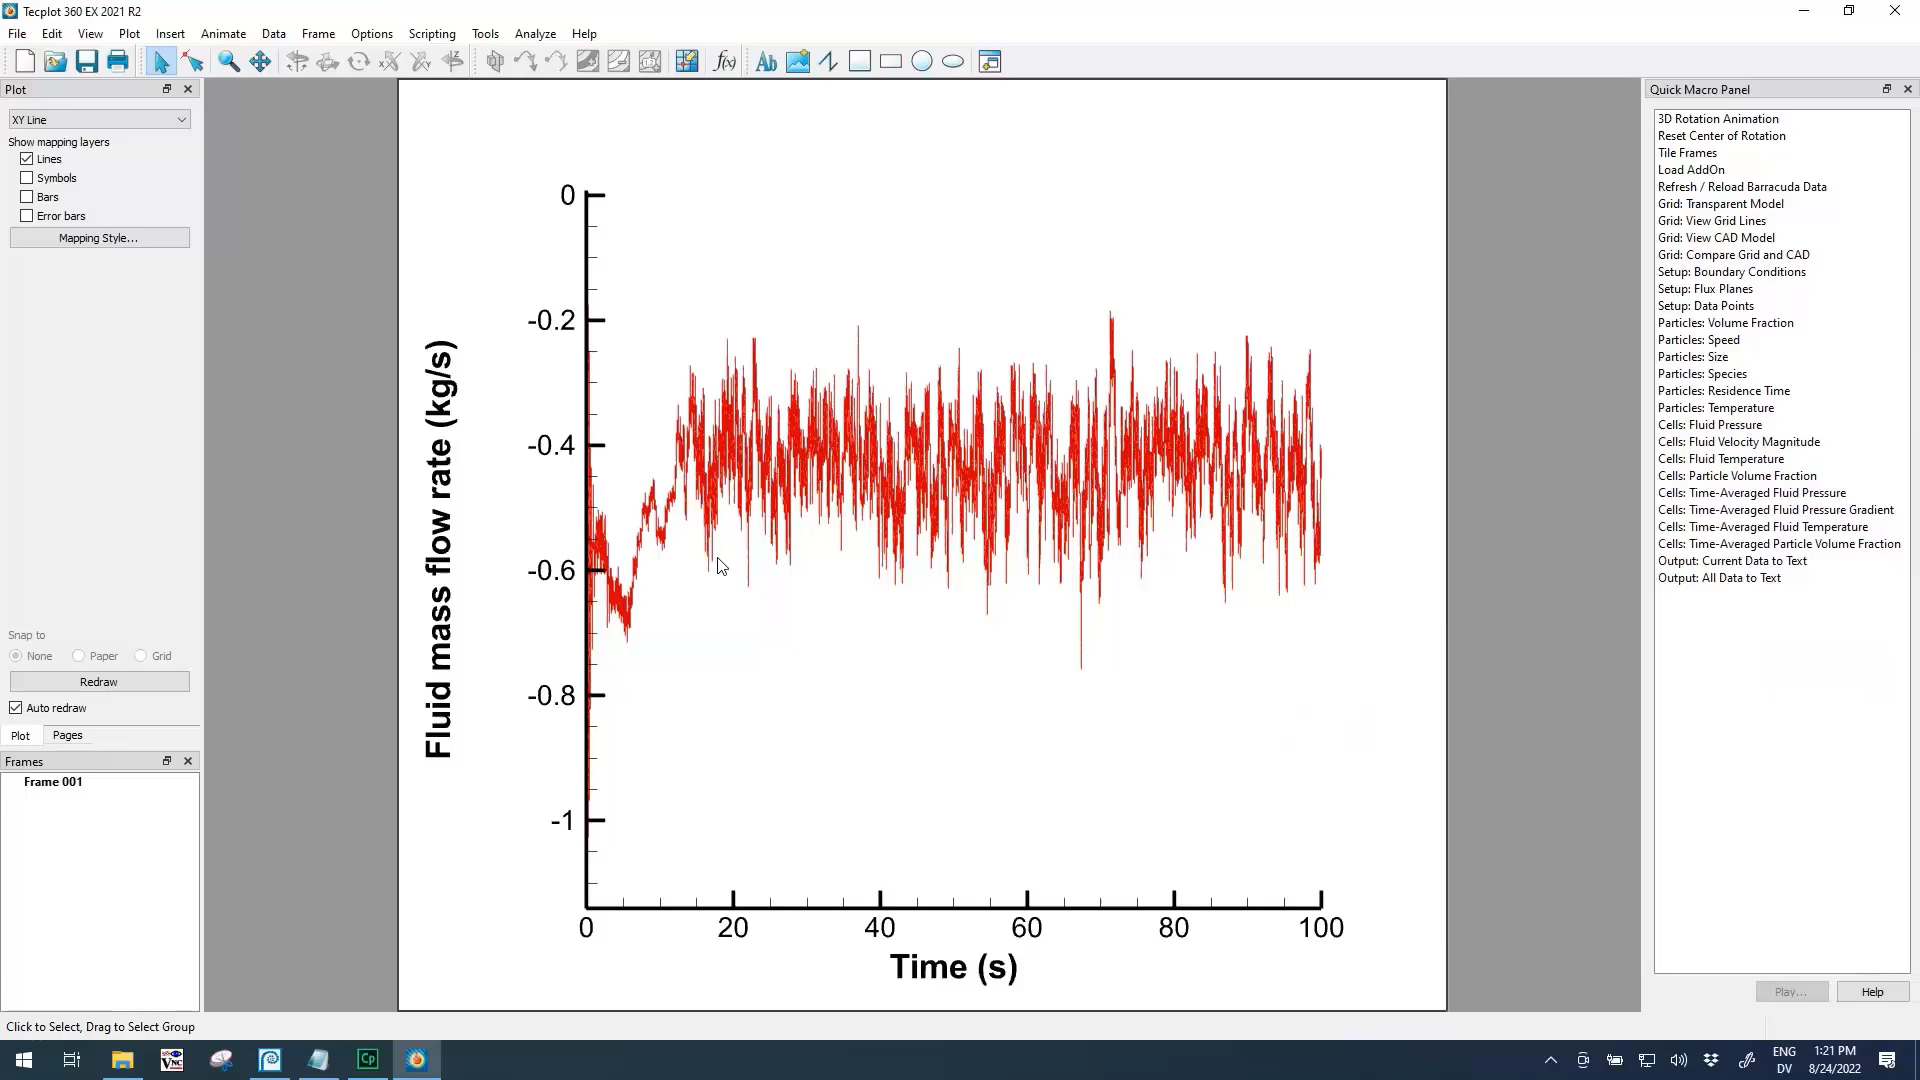 Tecplot 360 EX 2021 R2
File Edit View Plot Insert Animate Data Frame Options Scripting Tools Analyze Help
Plot
XY Line
Show mapping layers
Lines
Symbols
Bars
Error bars
Mapping Style...
Snap to
None Paper Grid
Redraw
Auto redraw
Plot Pages
Frames
Frame 001
Fluid mass flow rate (kg/s)
0
-0.2
-0.4
-0.6
-0.8
-1
0 20 40 60 80 100
Time (s)
Quick Macro Panel
3D Rotation Animation
Reset Center of Rotation
Tile Frames
Load AddOn
Refresh / Reload Barracuda Data
Grid: Transparent Model
Grid: View Grid Lines
Grid: View CAD Model
Grid: Compare Grid and CAD
Setup: Boundary Conditions
Setup: Flux Planes
Setup: Data Points
Particles: Volume Fraction
Particles: Speed
Particles: Size
Particles: Species
Particles: Residence Time
Particles: Temperature
Cells: Fluid Pressure
Cells: Fluid Velocity Magnitude
Cells: Fluid Temperature
Cells: Particle Volume Fraction
Cells: Time-Averaged Fluid Pressure
Cells: Time-Averaged Fluid Pressure Gradient
Cells: Time-Averaged Fluid Temperature
Cells: Time-Averaged Particle Volume Fraction
Output: Current Data to Text
Output: All Data to Text
Play... Help
Click to Select, Drag to Select Group
ENG
DV
1:21 PM
8/24/2022